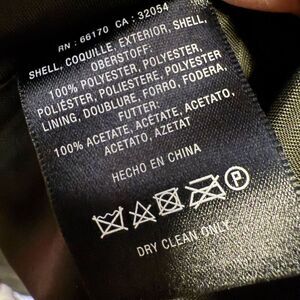 RN : 66170 CA : 32054
SHELL, COQUILLE, EXTERIOR, SHELL,
OBERSTOFF:
100% POLYESTER, POLYESTER,
POLIÉSTER, POLIESTERE, POLYESTER
LINING, DOUBLURE, FORRO, FODERA,
FUTTER:
100% ACETATE, ACÉTATE, ACETATO,
ACETATO, AZETAT
HECHO EN CHINA
P
DRY CLEAN ONLY